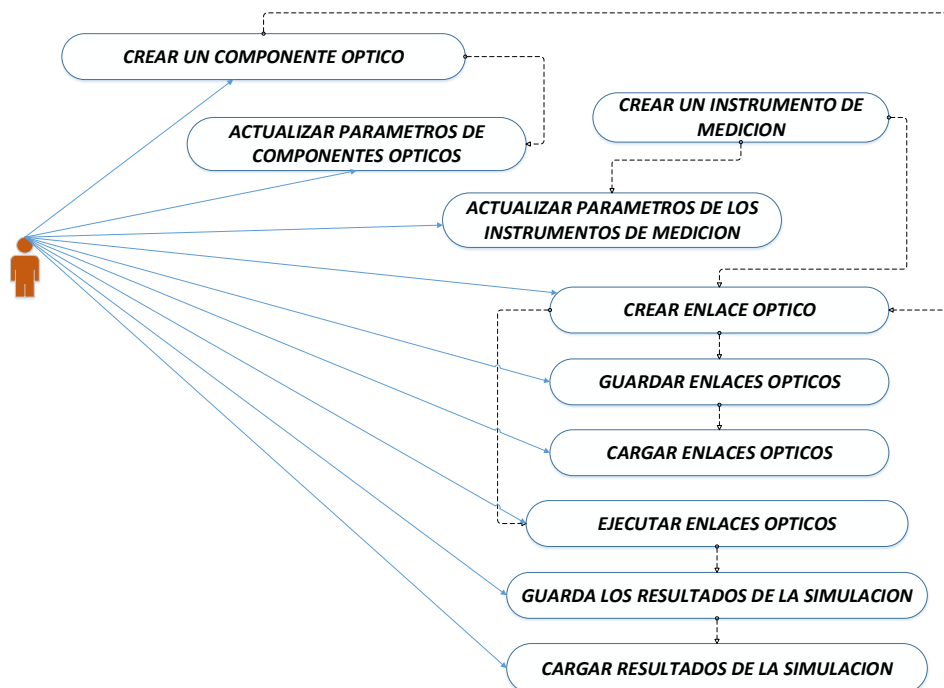 CREAR UN COMPONENTE OPTICO
CREAR UN INSTRUMENTO DE
MEDICION
ACTUALIZAR PARAMETROS DE
COMPONENTES OPTICOS
ACTUALIZAR PARAMETROS DE LOS
INSTRUMENTOS DE MEDICION
CREAR ENLACE OPTICO
GUARDAR ENLACES OPTICOS
CARGAR ENLACES OPTICOS
EJECUTAR ENLACES OPTICOS
GUARDA LOS RESULTADOS DE LA SIMULACION
CARGAR RESULTADOS DE LA SIMULACION